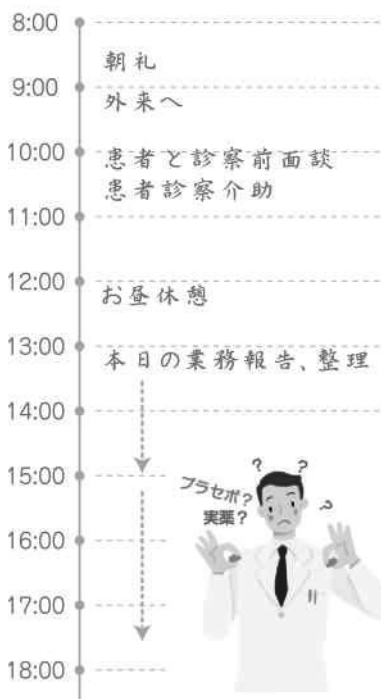 8:00
朝礼
9:00
外来へ
10:00
患者と診察前面談
患者診察介助
11:00
12:00
お昼休憩
13:00
本日の業務報告、整理
14:00
15:00
? ?
プラセボ?
実薬?
?
16:00
17:00
18:00